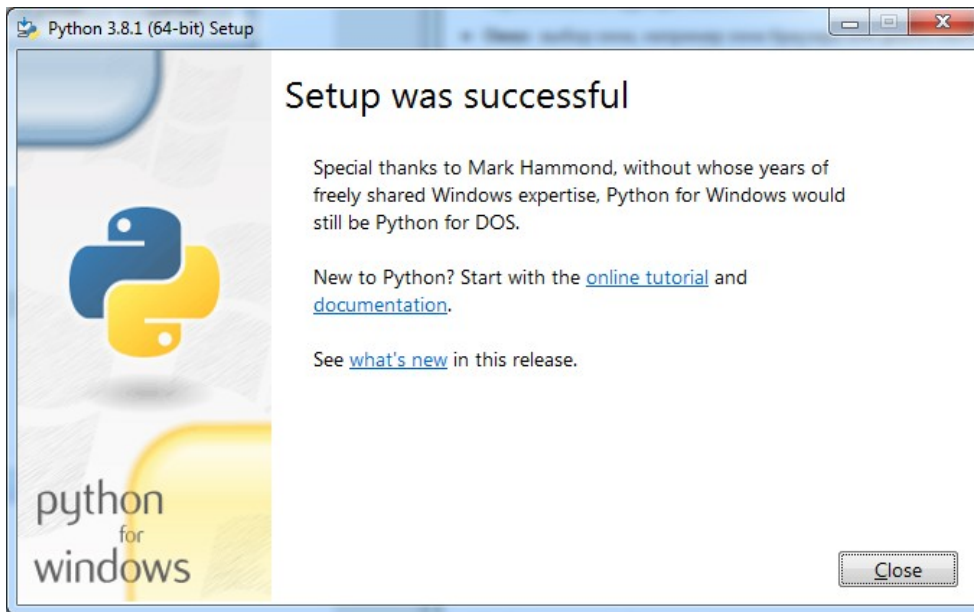 Python 3.8.1 (64-bit) Setup
Setup was successful
Special thanks to Mark Hammond, without whose years of
freely shared Windows expertise, Python for Windows would
still be Python for DOS.
New to Python? Start with the online tutorial and
documentation.
See what's new in this release.
python
for
windows
Close